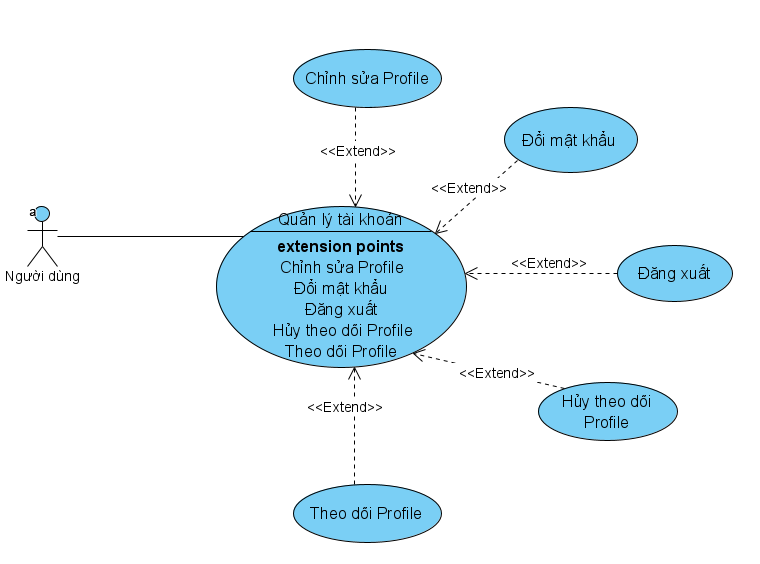 Chỉnh sửa Profile
Đổi mật khẩu
<<Extend>>
<<Extend>>
a
Người dùng
Quản lý tài khoản
extension points
Chỉnh sửa Profile
Đổi mật khẩu
Đăng xuất
Hủy theo dõi Profile
Theo dõi Profile
<<Extend>>
Đăng xuất
<<Extend>>
Hủy theo dõi
Profile
<<Extend>>
Theo dõi Profile